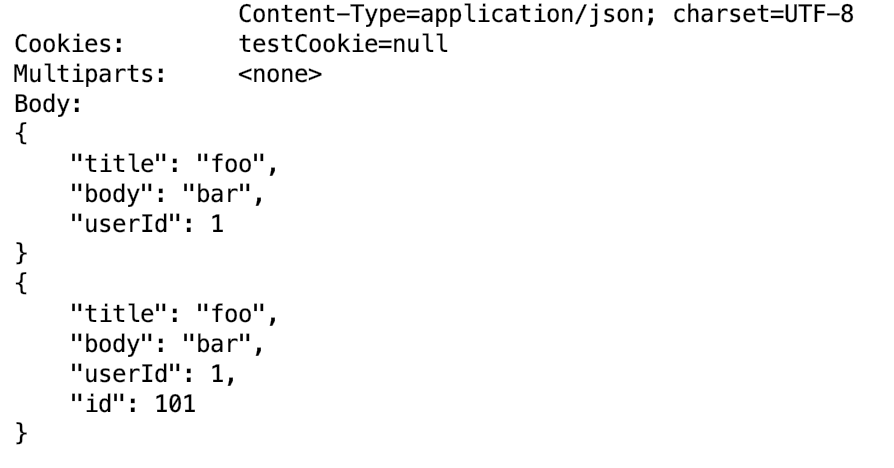 Content-Type=application/json; charset=UTF-8
Cookies: testCookie=null
Multiparts: <none>
Body:
{
    "title": "foo",
    "body": "bar",
    "userId": 1
}
{
    "title": "foo",
    "body": "bar",
    "userId": 1,
    "id": 101
}